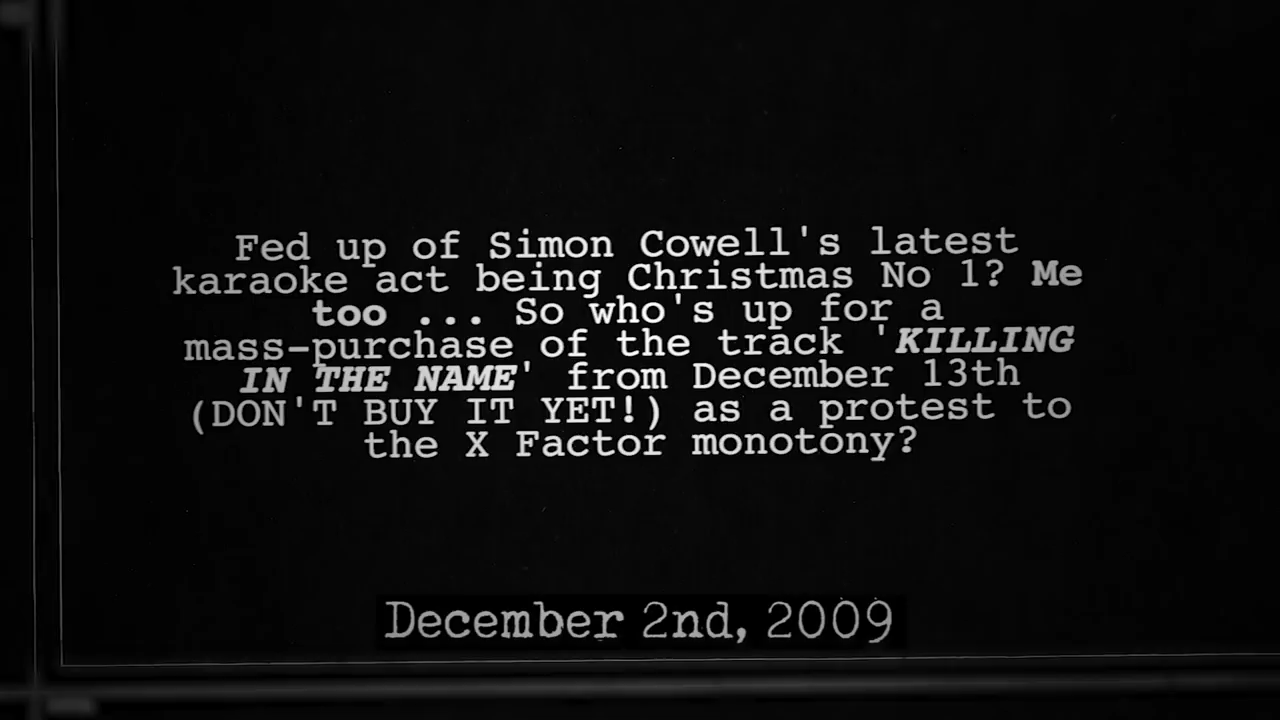 Fed up of Simon Cowell's latest
karaoke act being Christmas No 1? Me
too ... So who's up for a
mass-purchase of the track 'KILLING
IN THE NAME' from December 13th
(DON'T BUY IT YET!) as a protest to
the X Factor monotony?
December 2nd, 2009